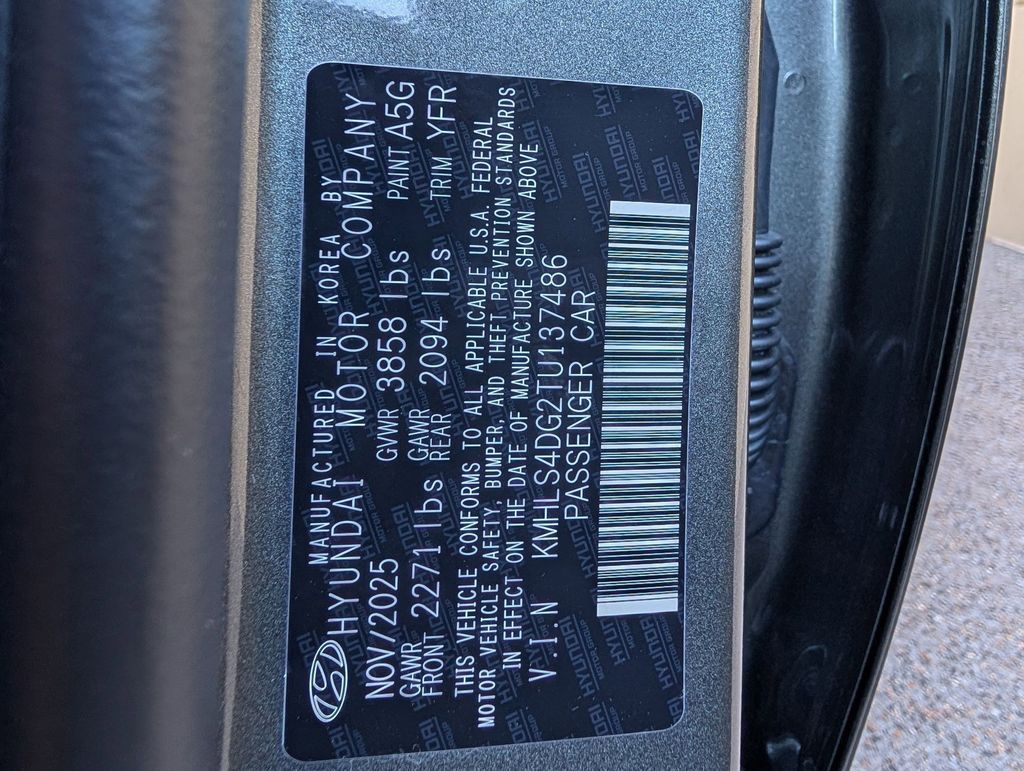 MANUFACTURED IN KOREA BY
HYUNDAI MOTOR COMPANY
NOV/2025 GVWR 3858 lbs PAINT A5G
GAWR FRONT 2271 lbs GAWR REAR 2094 lbs TRIM YFR
THIS VEHICLE CONFORMS TO ALL APPLICABLE U.S.A. FEDERAL
MOTOR VEHICLE SAFETY, BUMPER, AND THEFT PREVENTION STANDARDS
IN EFFECT ON THE DATE OF MANUFACTURE SHOWN ABOVE
V.I.N KMHLS4DG2TU137486
PASSENGER CAR